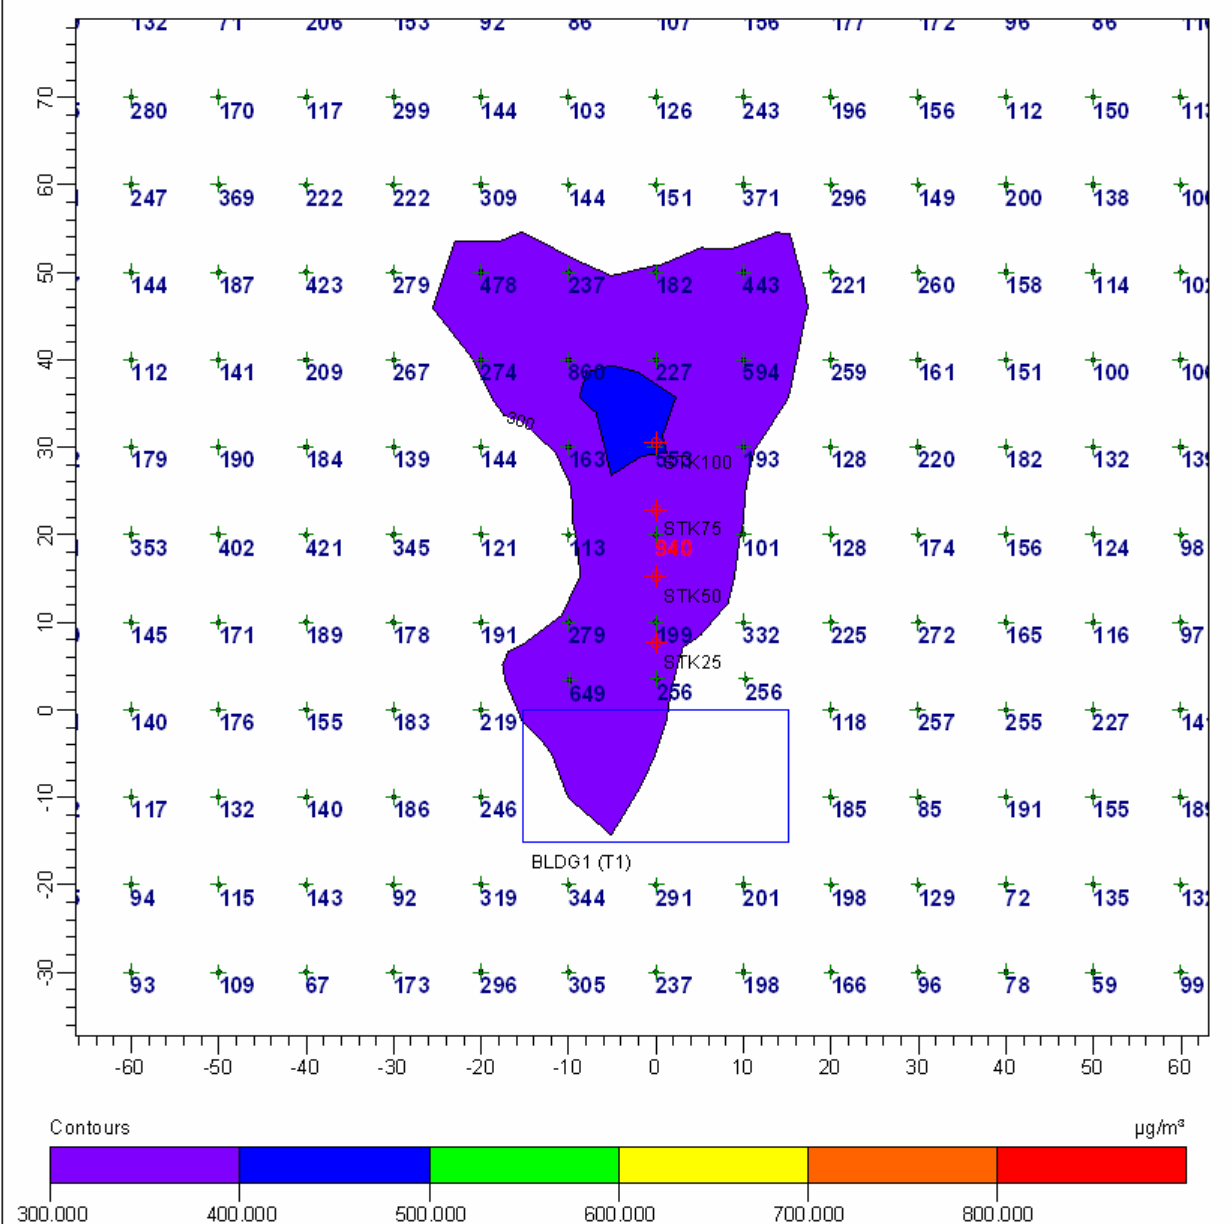 132 71 206 153 92 86 107 156 177 172 96 86
70 280 170 117 299 144 103 126 243 196 156 112 150
60 247 369 222 222 309 144 151 371 296 149 200 138
50 144 187 423 279 478 237 182 443 221 260 158 114
40 112 141 209 267 274 860 227 594 259 161 151 100
300
30 179 190 184 139 144 163 553 193 128 220 182 132
STK100
STK75
20 353 402 421 345 121 113 940 101 128 174 156 124 98
STK50
10 145 171 189 178 191 279 199 332 225 272 165 116 97
STK25
649 256 256
0 140 176 155 183 219 118 257 255 227
-10 117 132 140 186 246 185 85 191 155
BLDG1 (T1)
-20 94 115 143 92 319 344 291 201 198 129 72 135
-30 93 109 67 173 296 305 237 198 166 96 78 59 99
-60 -50 -40 -30 -20 -10 0 10 20 30 40 50 60
Contours µg/m³
300.000 400.000 500.000 600.000 700.000 800.000